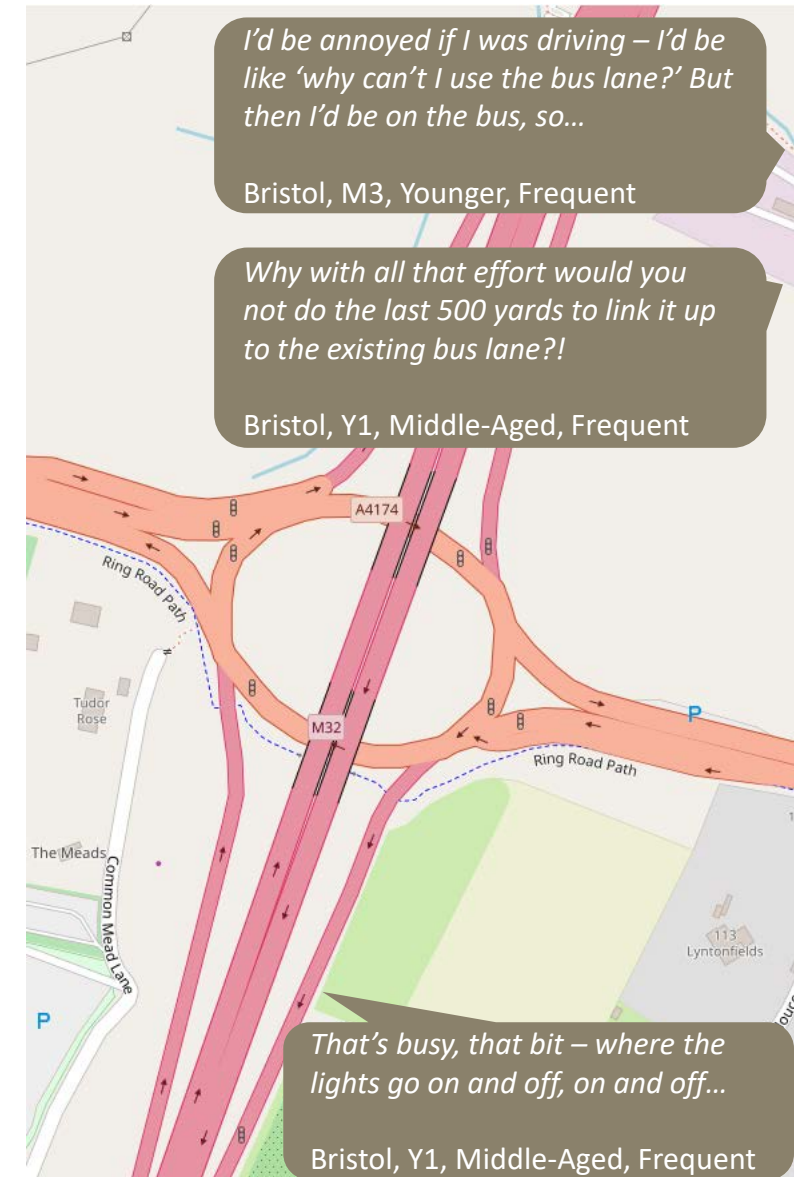 I’d be annoyed if I was driving – I’d be
like ‘why can’t I use the bus lane?’ But
then I’d be on the bus, so…
Bristol, M3, Younger, Frequent
Why with all that effort would you
not do the last 500 yards to link it up
to the existing bus lane?!
Bristol, Y1, Middle-Aged, Frequent
A4174
Ring Road Path
Tudor
Rose
P
M32
Ring Road Path
The Meads
Common Mead Lane
113
Lyntonfields
P
That’s busy, that bit – where the
lights go on and off, on and off…
Bristol, Y1, Middle-Aged, Frequent